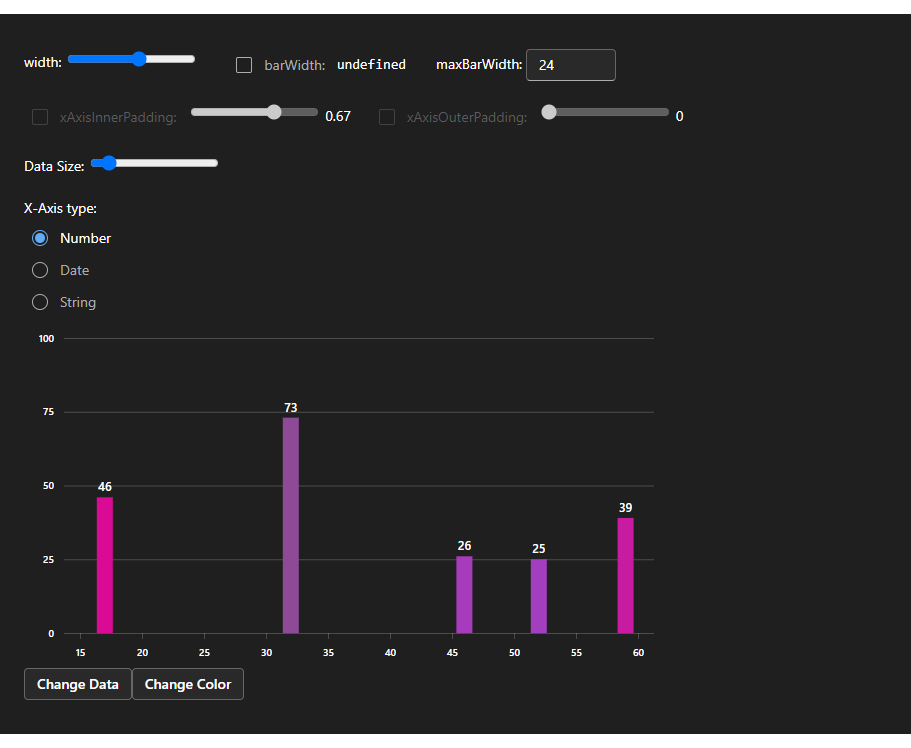 width: barWidth: undefined maxBarWidth: 24
xAxisInnerPadding: 0.67 xAxisOuterPadding: 0
Data Size:
X-Axis type:
Number
Date
String
100
73
75
46
50
39
26
25
25
0
15 20 25 30 35 40 45 50 55 60
Change Data Change Color